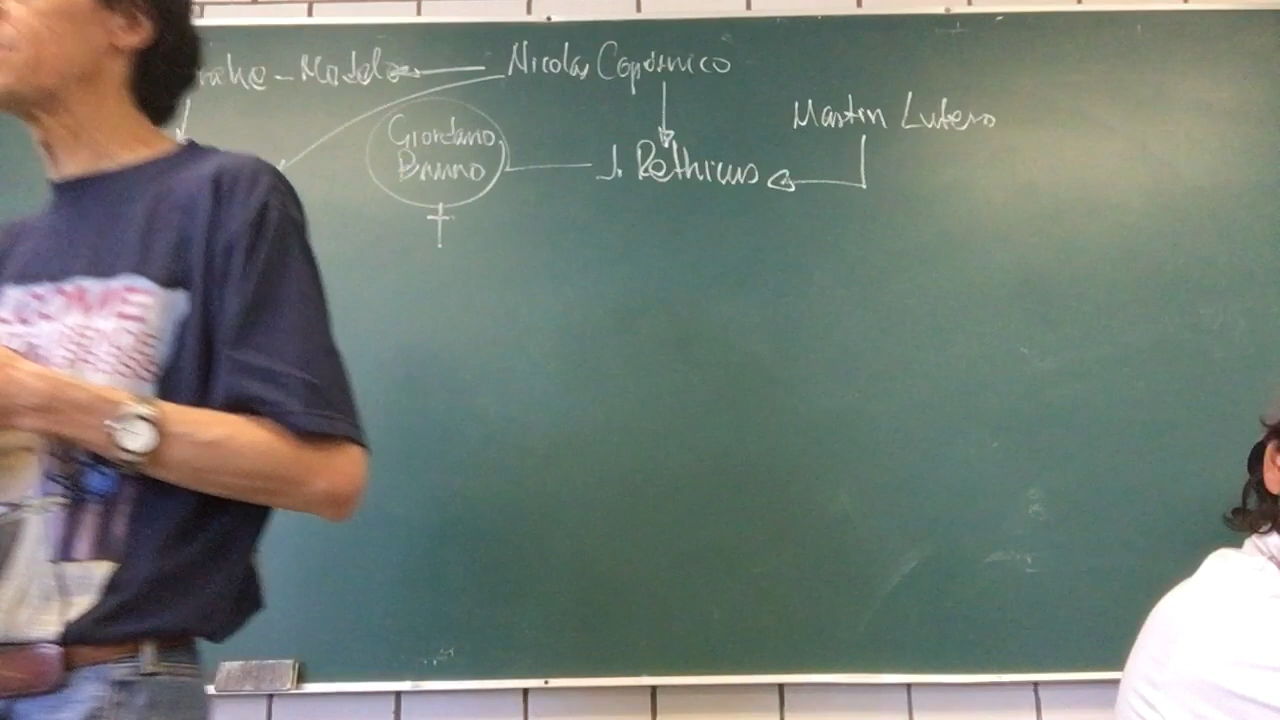 rahe - Modelo
Nicolas Copérnico
Martin Lutero
Giordano
Bruno
J. Rethicus